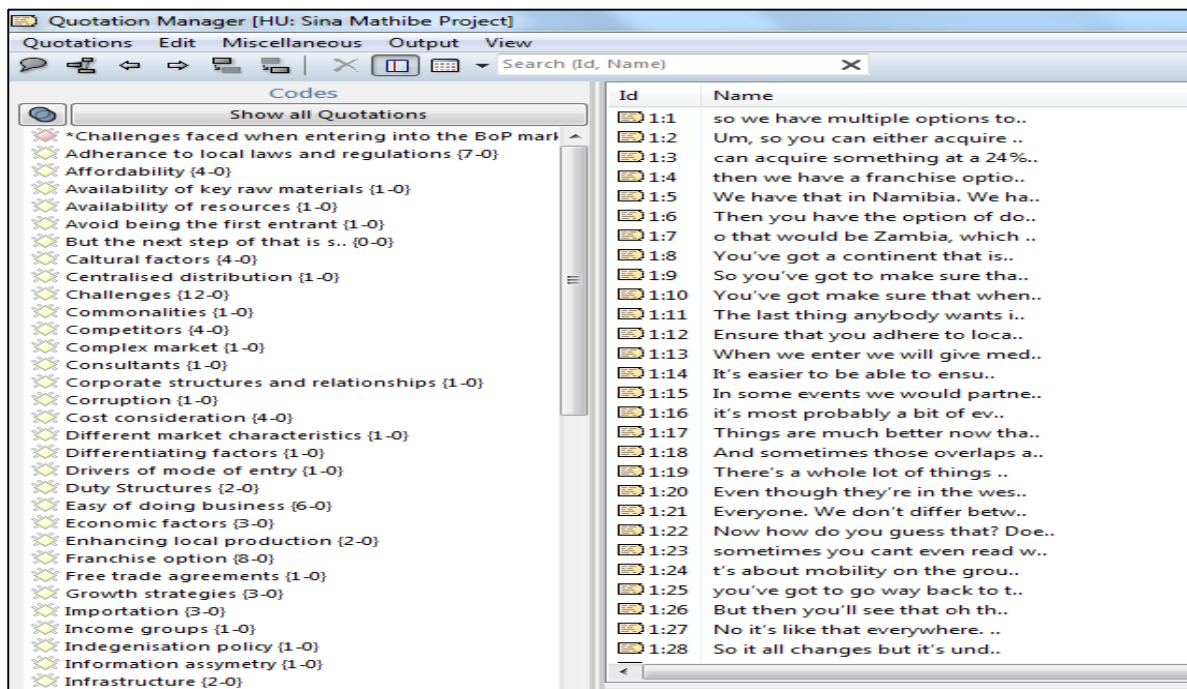 Quotation Manager [HU: Sina Mathibe Project]
Quotations Edit Miscellaneous Output View
Search (Id, Name)
Codes
Show all Quotations
*Challenges faced when entering into the BoP mark
Adherance to local laws and regulations {7-0}
Affordability {4-0}
Availability of key raw materials {1-0}
Availability of resources {1-0}
Avoid being the first entrant {1-0}
But the next step of that is s.. {0-0}
Caltural factors {4-0}
Centralised distribution {1-0}
Challenges {12-0}
Commonalities {1-0}
Competitors {4-0}
Complex market {1-0}
Consultants {1-0}
Corporate structures and relationships {1-0}
Corruption {1-0}
Cost consideration {4-0}
Different market characteristics {1-0}
Differentiating factors {1-0}
Drivers of mode of entry {1-0}
Duty Structures {2-0}
Easy of doing business {6-0}
Economic factors {3-0}
Enhancing local production {2-0}
Franchise option {8-0}
Free trade agreements {1-0}
Growth strategies {3-0}
Importation {3-0}
Income groups {1-0}
Indegenisation policy {1-0}
Information assymetry {1-0}
Infrastructure {2-0}
Id Name
1:1 so we have multiple options to..
1:2 Um, so you can either acquire ..
1:3 can acquire something at a 24%..
1:4 then we have a franchise optio..
1:5 We have that in Namibia. We ha..
1:6 Then you have the option of do..
1:7 o that would be Zambia, which ..
1:8 You've got a continent that is..
1:9 So you've got to make sure tha..
1:10 You've got make sure that when..
1:11 The last thing anybody wants i..
1:12 Ensure that you adhere to loca..
1:13 When we enter we will give med..
1:14 It's easier to be able to ensu..
1:15 In some events we would partne..
1:16 it's most probably a bit of ev..
1:17 Things are much better now tha..
1:18 And sometimes those overlaps a..
1:19 There's a whole lot of things ..
1:20 Even though they're in the wes..
1:21 Everyone. We don't differ betw..
1:22 Now how do you guess that? Doe..
1:23 sometimes you cant even read w..
1:24 t's about mobility on the grou..
1:25 you've got to go way back to t..
1:26 But then you'll see that oh th..
1:27 No it's like that everywhere. ..
1:28 So it all changes but it's und..